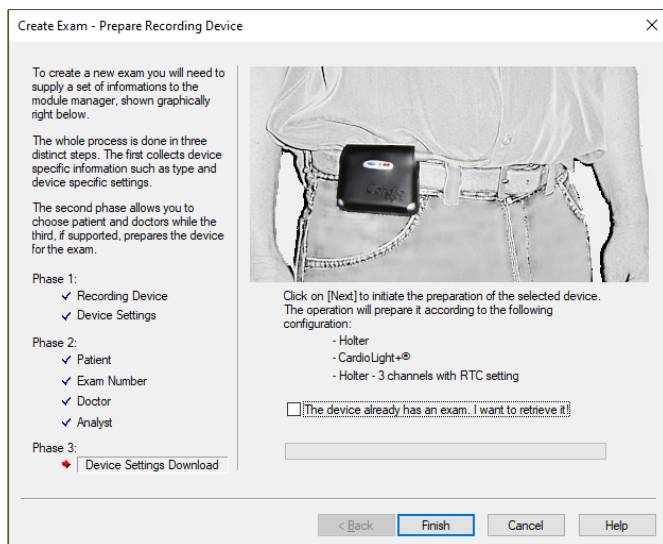 Create Exam - Prepare Recording Device
To create a new exam you will need to
supply a set of informations to the
module manager, shown graphically
right below.
The whole process is done in three
distinct steps. The first collects device
specific information such as type and
device specific settings.
The second phase allows you to
choose patient and doctors while the
third, if supported, prepares the device
for the exam.
Phase 1:
Recording Device
Device Settings
Phase 2:
Patient
Exam Number
Doctor
Analyst
Phase 3:
Device Settings Download
Click on [Next] to initiate the preparation of the selected device.
The operation will prepare it according to the following
configuration:
- Holter
- CardioLight+®
- Holter - 3 channels with RTC setting
The device already has an exam. I want to retrieve it!
< Back
Finish
Cancel
Help